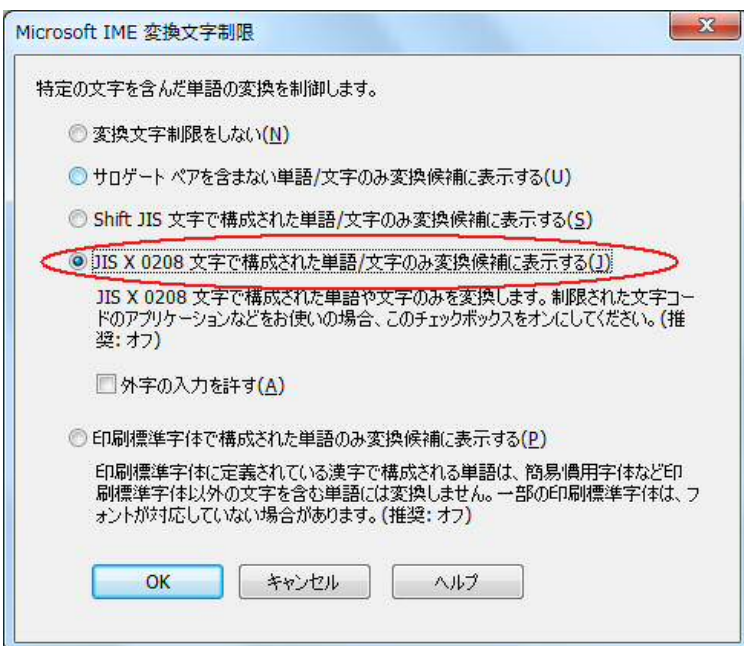 Microsoft IME 変換文字制限
特定の文字を含んだ単語の変換を制御します。
変換文字制限をしない(N)
サロゲート ペアを含まない単語/文字のみ変換候補に表示する(U)
Shift JIS 文字で構成された単語/文字のみ変換候補に表示する(S)
JIS X 0208 文字で構成された単語/文字のみ変換候補に表示する(J)
JIS X 0208 文字で構成された単語や文字のみを変換します。制限された文字コー
ドのアプリケーションなどをお使いの場合、このチェックボックスをオンにしてください。(推
奨: オフ)
外字の入力を許す(A)
印刷標準字体で構成された単語のみ変換候補に表示する(P)
印刷標準字体に定義されている漢字で構成される単語は、簡易慣用字体など印
刷標準字体以外の文字を含む単語には変換しません。一部の印刷標準字体は、フ
ォントが対応していない場合があります。(推奨: オフ)
OK キャンセル ヘルプ